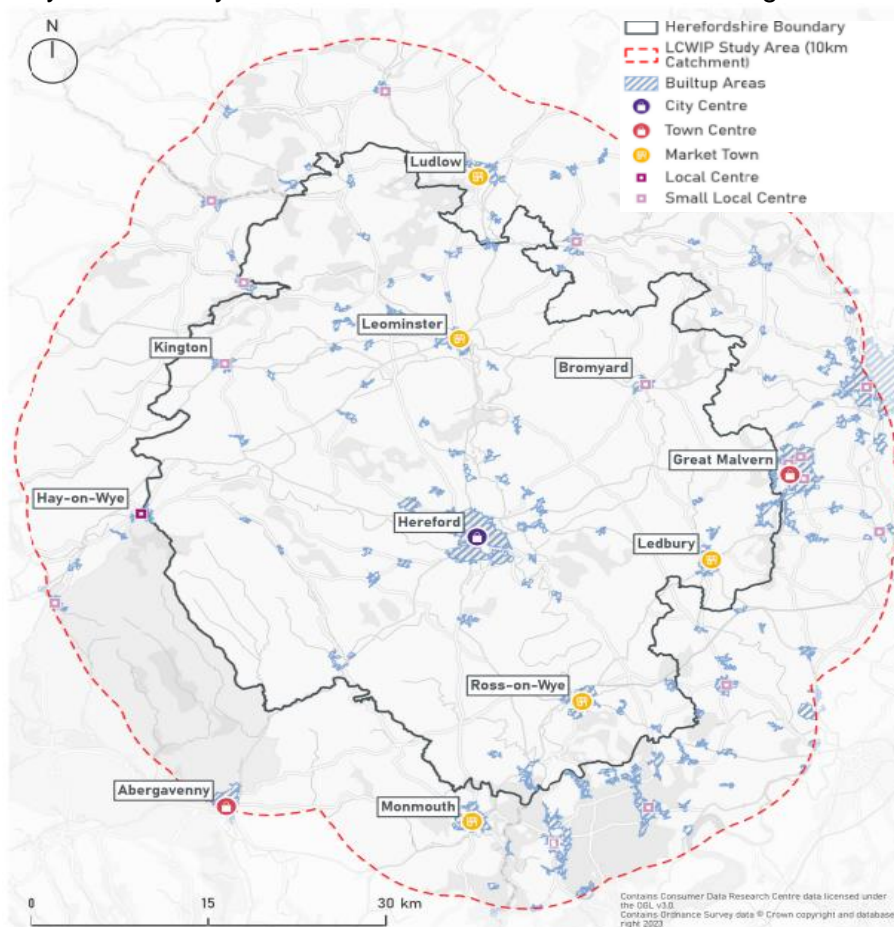 N
Herefordshire Boundary
LCWIP Study Area (10km
Catchment)
Builtup Areas
City Centre
Town Centre
Market Town
Local Centre
Small Local Centre
Ludlow
Leominster
Kington
Bromyard
Great Malvern
Hay-on-Wye
Hereford
Ledbury
Ross-on-Wye
Abergavenny
Monmouth
0 15 30 km
Contains Consumer Data Research Centre data licensed under
the OGL v3.0.
Contains Ordnance Survey data © Crown copyright and database
right 2023